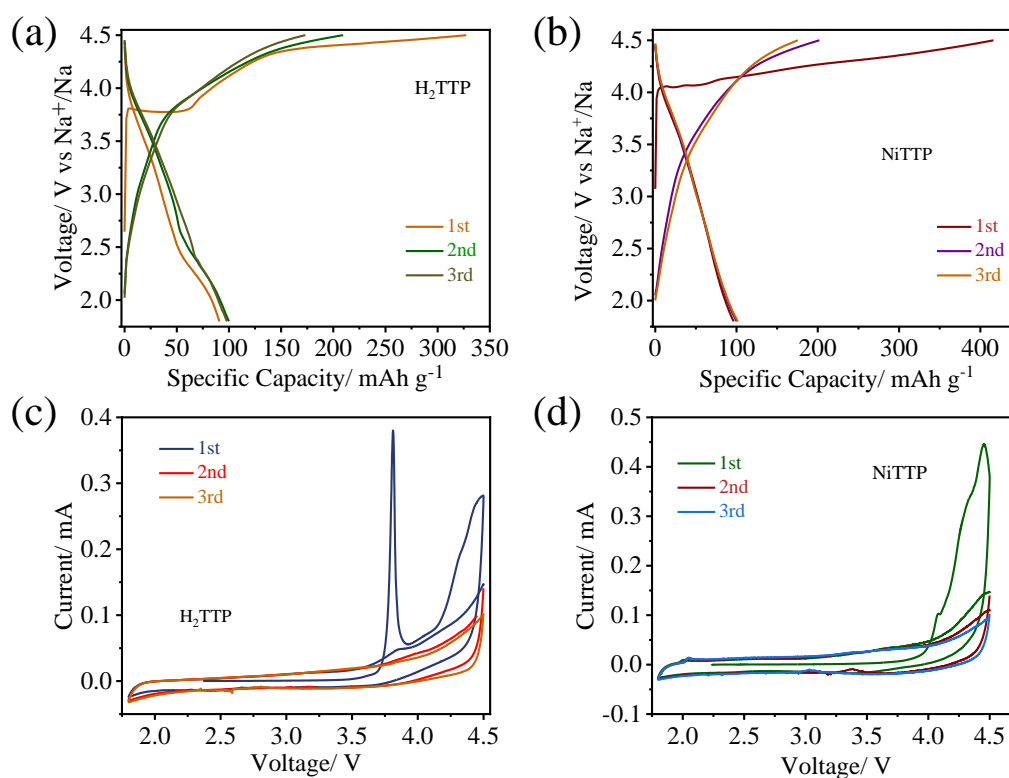 (a)
4.5
4.0
3.5
3.0
2.5
2.0
Voltage/ V vs Na⁺/Na
H₂TTP
1st
2nd
3rd
0 50 100 150 200 250 300 350
Specific Capacity/ mAh g⁻¹
(b)
4.5
4.0
3.5
3.0
2.5
2.0
Voltage/ V vs Na⁺/Na
NiTTP
1st
2nd
3rd
0 100 200 300 400
Specific Capacity/ mAh g⁻¹
(c)
0.4
0.3
0.2
0.1
0.0
Current/ mA
1st
2nd
3rd
H₂TTP
2.0 2.5 3.0 3.5 4.0 4.5
Voltage/ V
(d)
0.5
0.4
0.3
0.2
0.1
0.0
-0.1
Current/ mA
1st
2nd
3rd
NiTTP
2.0 2.5 3.0 3.5 4.0 4.5
Voltage/ V